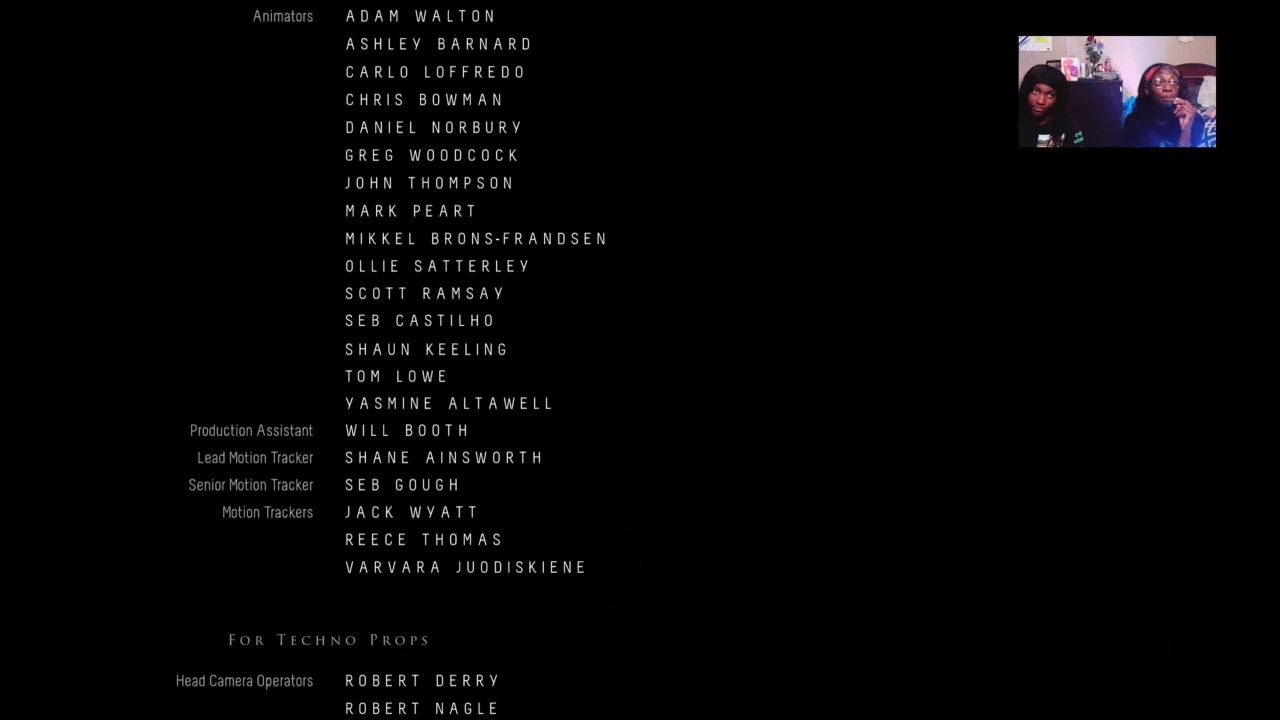 Animators ADAM WALTON
ASHLEY BARNARD
CARLO LOFFREDO
CHRIS BOWMAN
DANIEL NORBURY
GREG WOODCOCK
JOHN THOMPSON
MARK PEART
MIKKEL BRONS-FRANDSEN
OLLIE SATTERLEY
SCOTT RAMSAY
SEB CASTILHO
SHAUN KEELING
TOM LOWE
YASMINE ALTAWELL
Production Assistant WILL BOOTH
Lead Motion Tracker SHANE AINSWORTH
Senior Motion Tracker SEB GOUGH
Motion Trackers JACK WYATT
REECE THOMAS
VARVARA JUODISKIENE
FOR TECHNO PROPS
Head Camera Operators ROBERT DERRY
ROBERT NAGLE